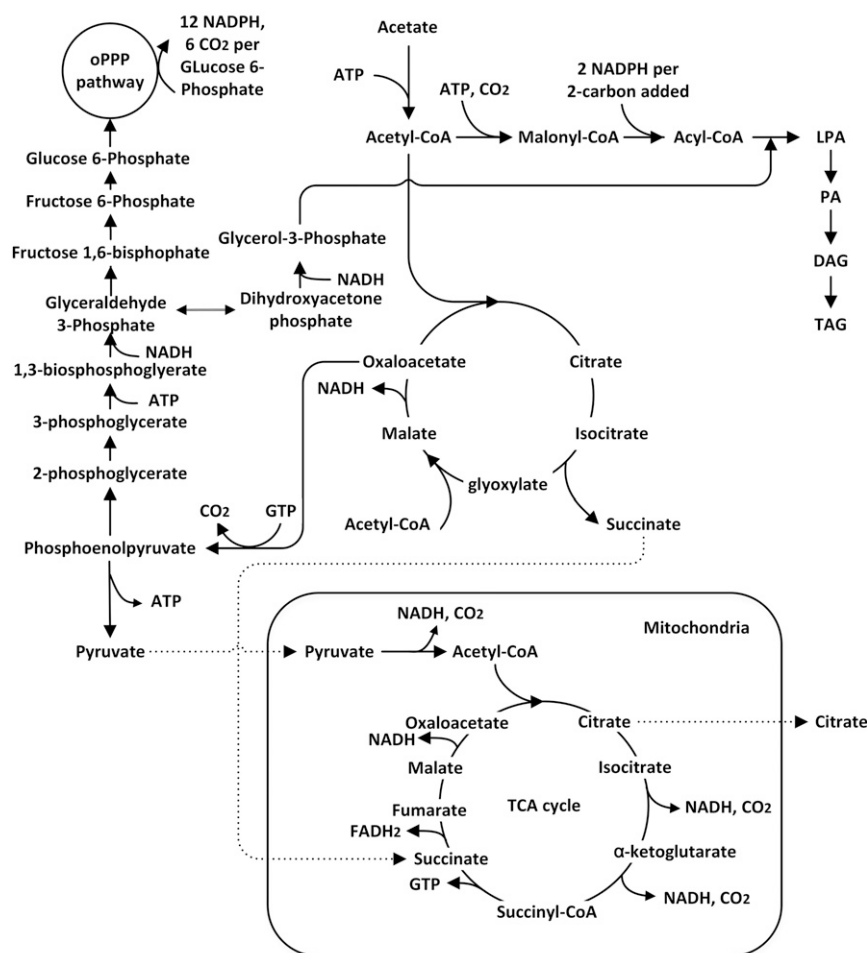 12 NADPH,
6 CO2 per
GLucose 6-
Phosphate
oPPP
pathway
Acetate
ATP
ATP, CO2
2 NADPH per
2-carbon added
Acetyl-CoA
Malonyl-CoA
Acyl-CoA
LPA
Glucose 6-Phosphate
PA
Fructose 6-Phosphate
Glycerol-3-Phosphate
Fructose 1,6-bisphophate
DAG
NADH
Glyceraldehyde
3-Phosphate
Dihydroxyacetone
phosphate
TAG
NADH
1,3-biosphosphoglyerate
Oxaloacetate
Citrate
NADH
ATP
3-phosphoglycerate
Malate
Isocitrate
2-phosphoglycerate
glyoxylate
CO2
GTP
Acetyl-CoA
Succinate
Phosphoenolpyruvate
ATP
NADH, CO2
Mitochondria
Pyruvate
Pyruvate
Acetyl-CoA
Oxaloacetate
Citrate
Citrate
NADH
Malate
Isocitrate
Fumarate
TCA cycle
NADH, CO2
FADH2
Succinate
α-ketoglutarate
GTP
NADH, CO2
Succinyl-CoA